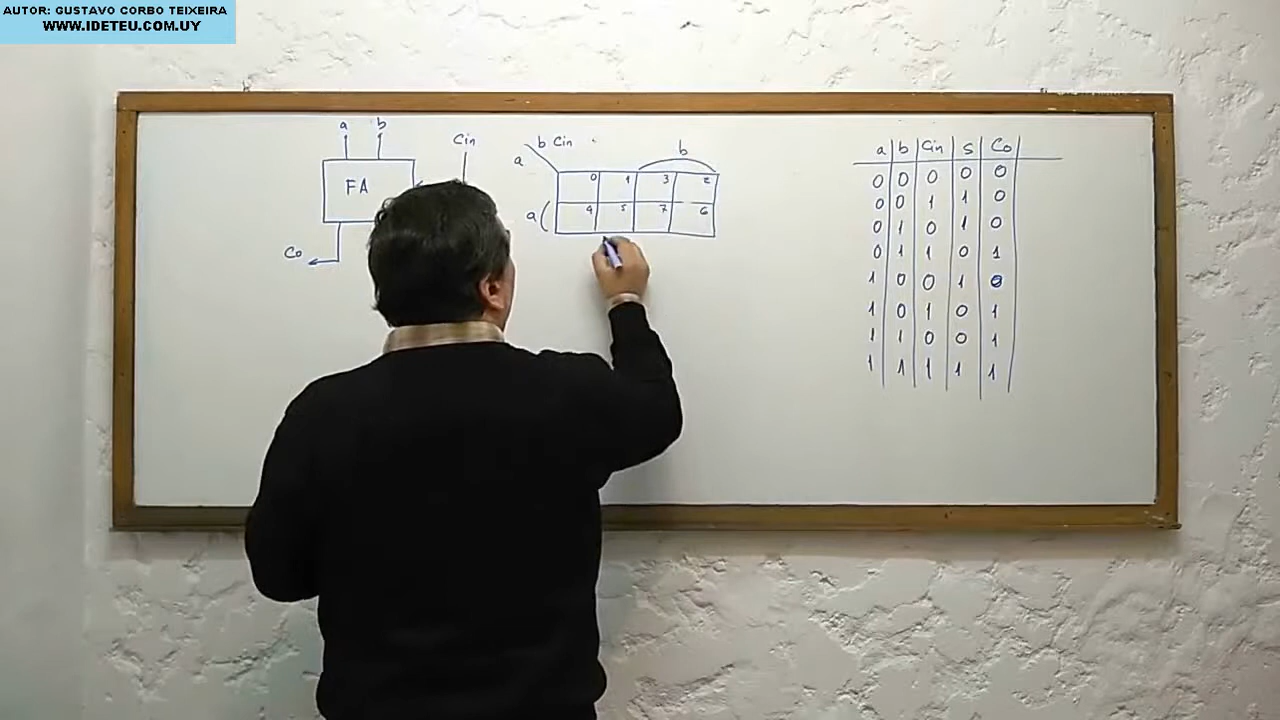 AUTOR: GUSTAVO CORBO TEIXEIRA
WWW.IDETEU.COM.UY
a b
Cin
FA
Co
b Cin
a
b
0 1 3 2
a
4 5 7 6
a b Cin S Co
0 0 0 0 0
0 0 1 1 0
0 1 0 1 0
0 1 1 0 1
1 0 0 1 0
1 0 1 0 1
1 1 0 0 1
1 1 1 1 1